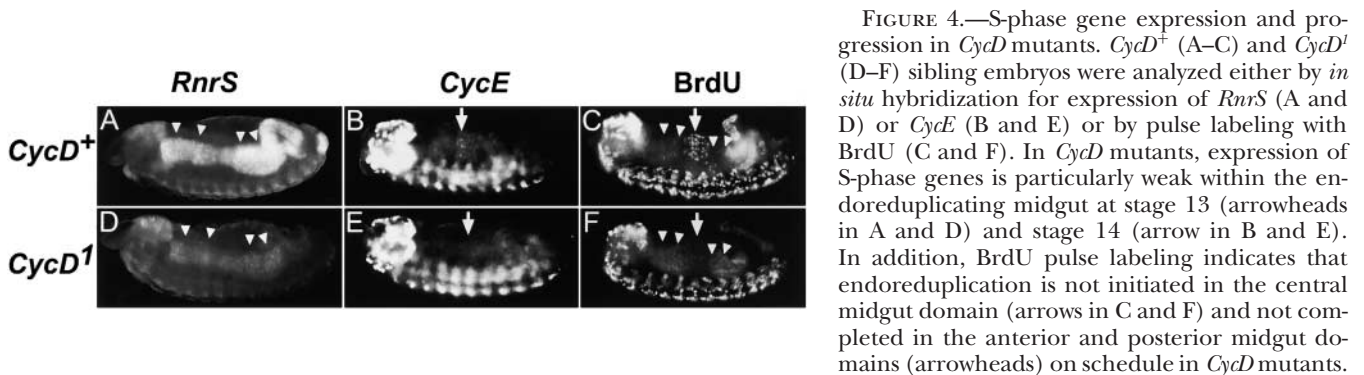 RnrS CycE BrdU
CycD+ A B C
CycD1 D E F
FIGURE 4.—S-phase gene expression and pro-
gression in CycD mutants. CycD+ (A–C) and CycD1
(D–F) sibling embryos were analyzed either by in
situ hybridization for expression of RnrS (A and
D) or CycE (B and E) or by pulse labeling with
BrdU (C and F). In CycD mutants, expression of
S-phase genes is particularly weak within the en-
doreduplicating midgut at stage 13 (arrowheads
in A and D) and stage 14 (arrow in B and E).
In addition, BrdU pulse labeling indicates that
endoreduplication is not initiated in the central
midgut domain (arrows in C and F) and not com-
pleted in the anterior and posterior midgut do-
mains (arrowheads) on schedule in CycD mutants.